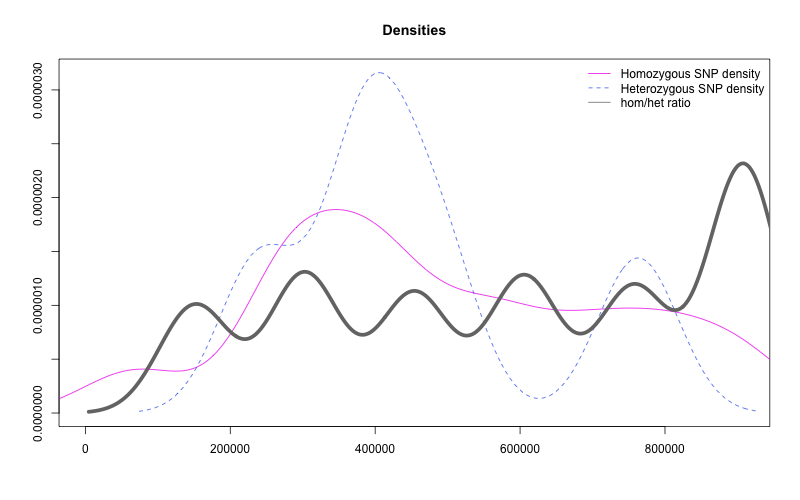 Densities
Homozygous SNP density
Heterozygous SNP density
hom/het ratio
0.0000030
0.0000020
0.0000010
0.0000000
0
200000
400000
600000
800000